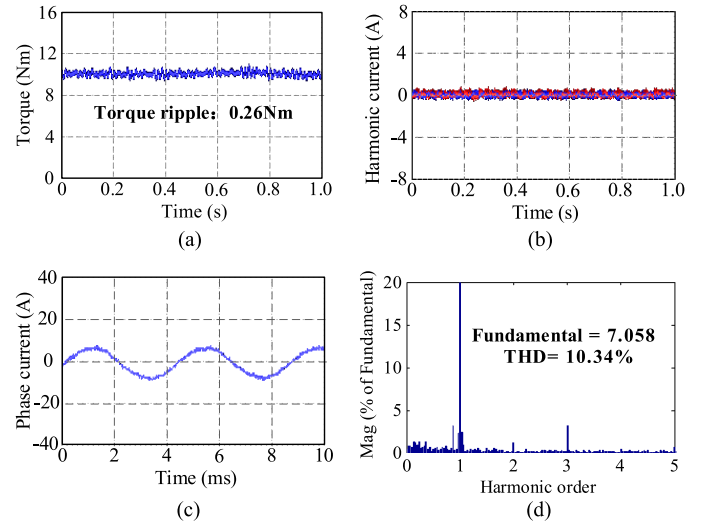 Torque (Nm)
16
12
8
4
0
Torque ripple：0.26Nm
0 0.2 0.4 0.6 0.8 1.0
Time (s)
(a)
Harmonic current (A)
8
4
0
-4
-8
0 0.2 0.4 0.6 0.8 1.0
Time (s)
(b)
Phase current (A)
40
20
0
-20
-40
0 2 4 6 8 10
Time (ms)
(c)
Mag (% of Fundamental)
20
15
10
5
0
Fundamental = 7.058
THD= 10.34%
0 1 2 3 4 5
Harmonic order
(d)